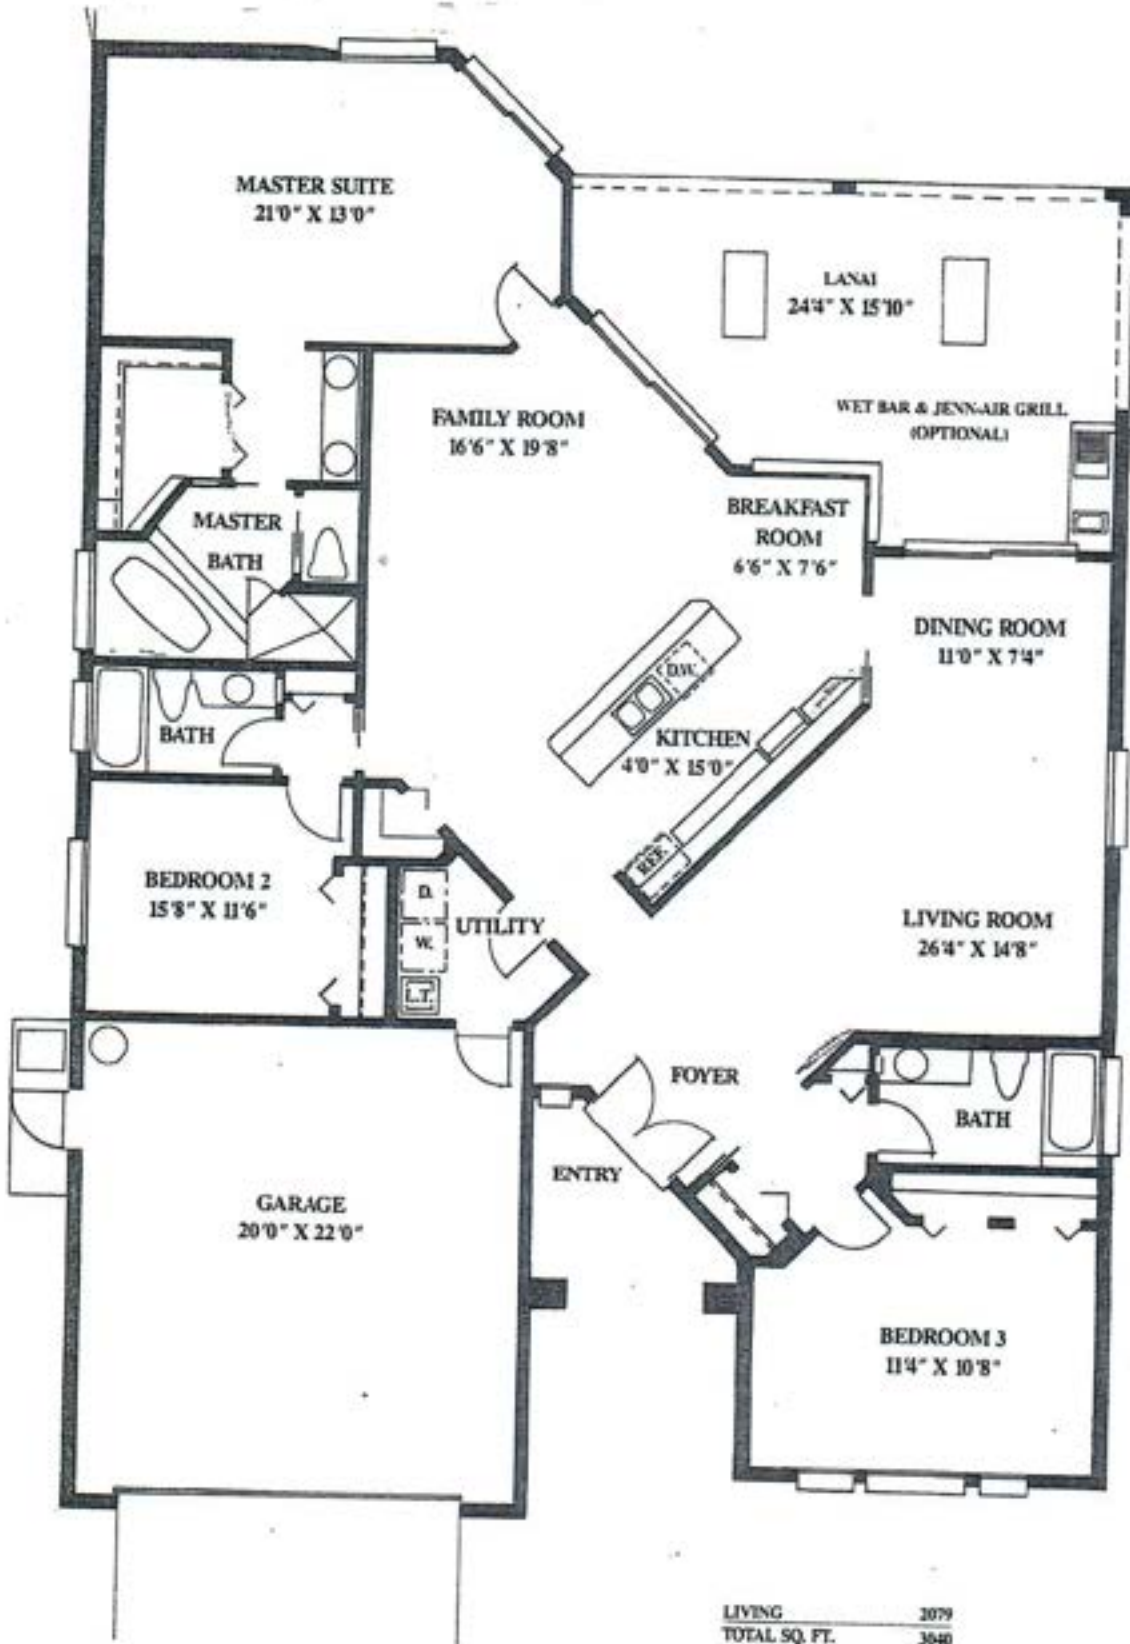 MASTER SUITE
21'0" X 13'0"
LANAI
24'4" X 15'10"
WET BAR & JENN-AIR GRILL
(OPTIONAL)
FAMILY ROOM
16'6" X 19'8"
BREAKFAST
ROOM
6'6" X 7'6"
MASTER
BATH
DINING ROOM
11'0" X 7'4"
D.W.
KITCHEN
4'0" X 15'0"
BATH
REF.
BEDROOM 2
15'8" X 11'6"
D.
W.
L.T.
UTILITY
LIVING ROOM
26'4" X 14'8"
FOYER
BATH
ENTRY
GARAGE
20'0" X 22'0"
BEDROOM 3
11'4" X 10'8"
LIVING 2079
TOTAL SQ. FT. 3040